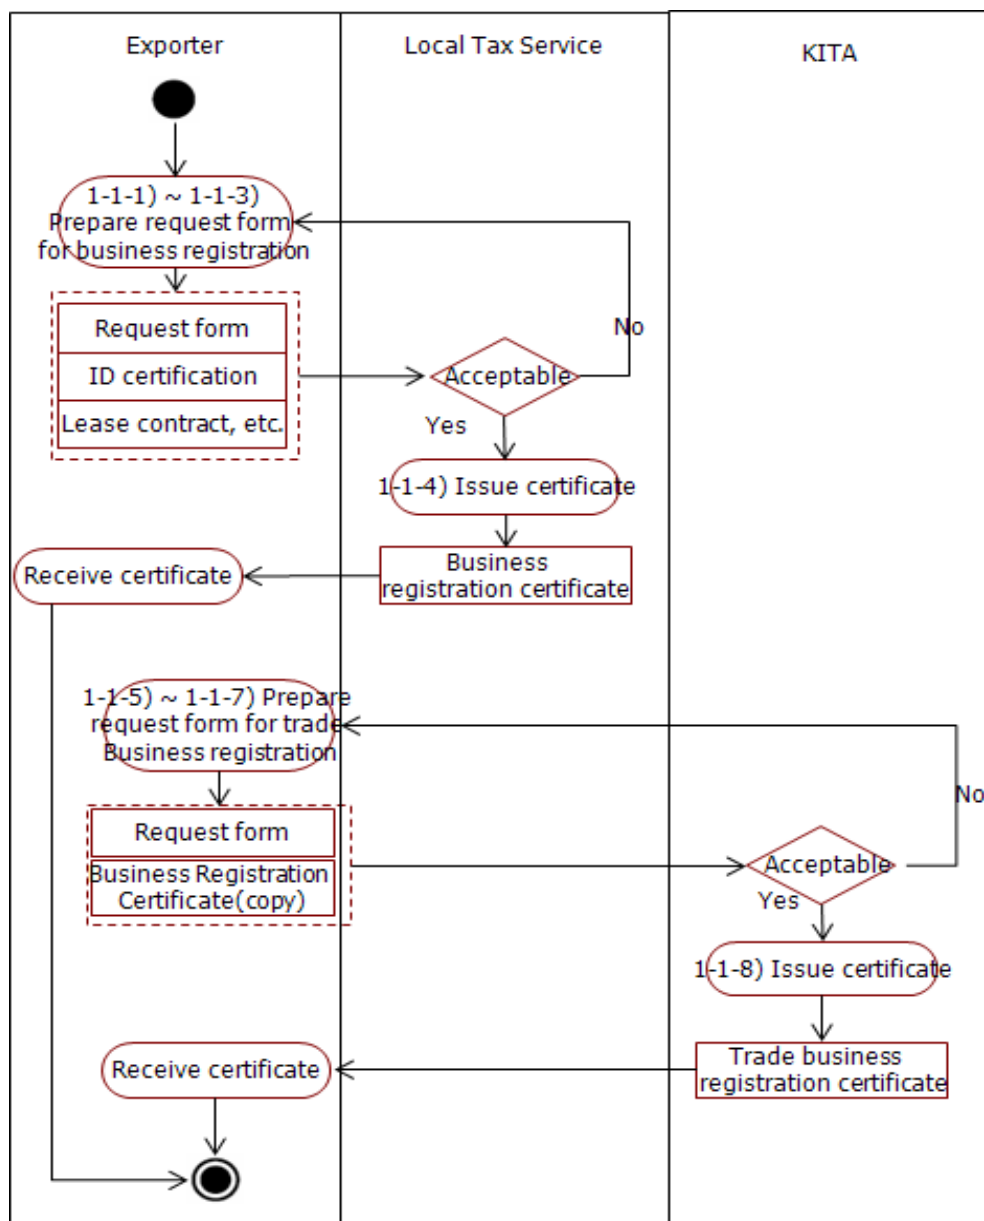 Exporter
Local Tax Service
KITA
1-1-1) ~ 1-1-3)
Prepare request form
for business registration
Request form
ID certification
Lease contract, etc.
No
Acceptable
Yes
1-1-4) Issue certificate
Business
registration certificate
Receive certificate
1-1-5) ~ 1-1-7) Prepare
request form for trade
Business registration
Request form
Business Registration
Certificate(copy)
No
Acceptable
Yes
1-1-8) Issue certificate
Trade business
registration certificate
Receive certificate